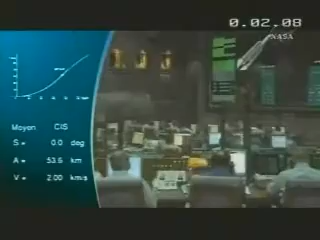 0.02.08
NASA
Moyen CIS
S = 0.0 deg
A = 53.6 km
V = 2.00 km/s